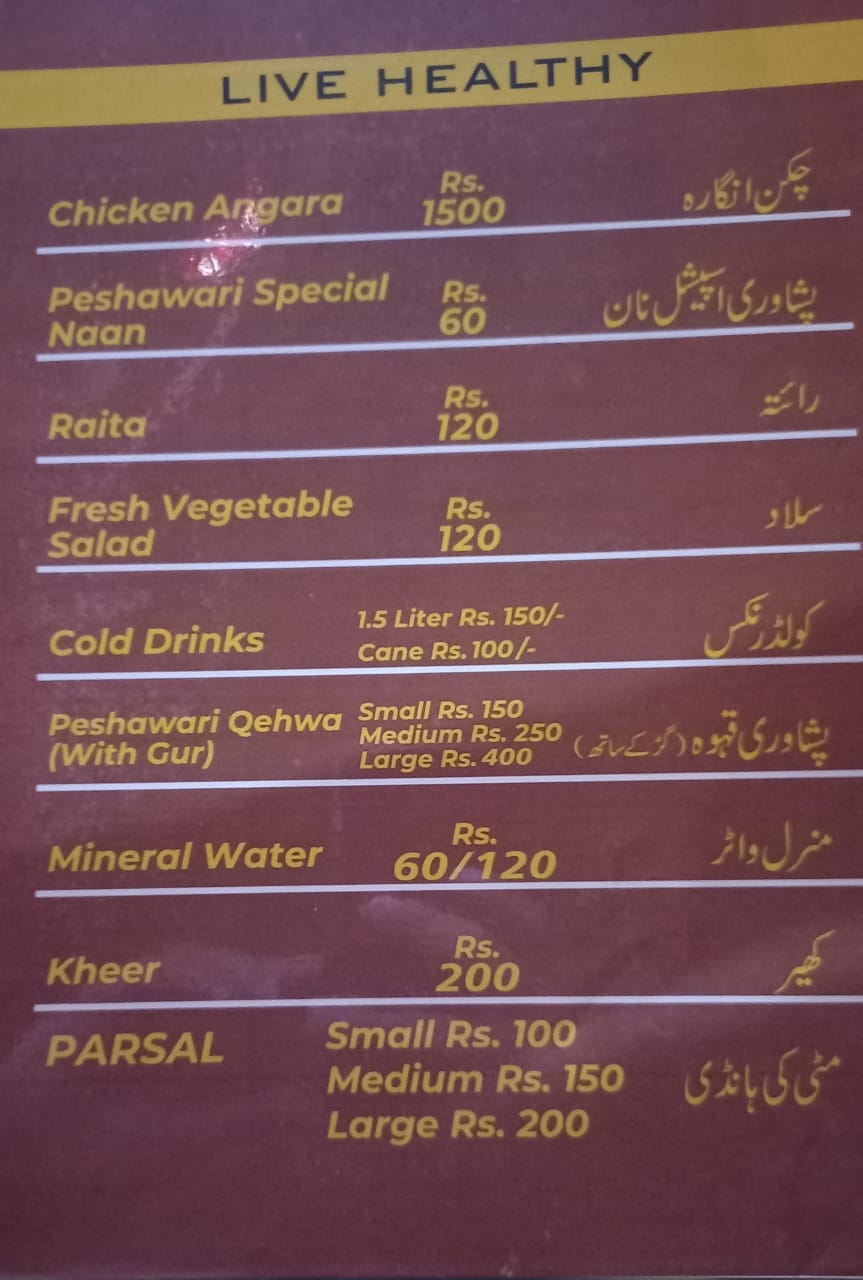 LIVE HEALTHY
Chicken Angara Rs. 1500 چکن انگارہ
Peshawari Special
Naan Rs. 60 پشاوری اسپیشل نان
Raita Rs. 120 رائتہ
Fresh Vegetable
Salad Rs. 120 سلاد
Cold Drinks 1.5 Liter Rs. 150/- کولڈرنکس
Cane Rs. 100/-
Peshawari Qehwa Small Rs. 150
(With Gur) Medium Rs. 250 پشاوری قہوہ (گڑ کے ساتھ)
Large Rs. 400
Mineral Water Rs. 60/120 منرل واٹر
Kheer Rs. 200 کھیر
PARSAL Small Rs. 100
Medium Rs. 150 مٹی کی ہانڈی
Large Rs. 200